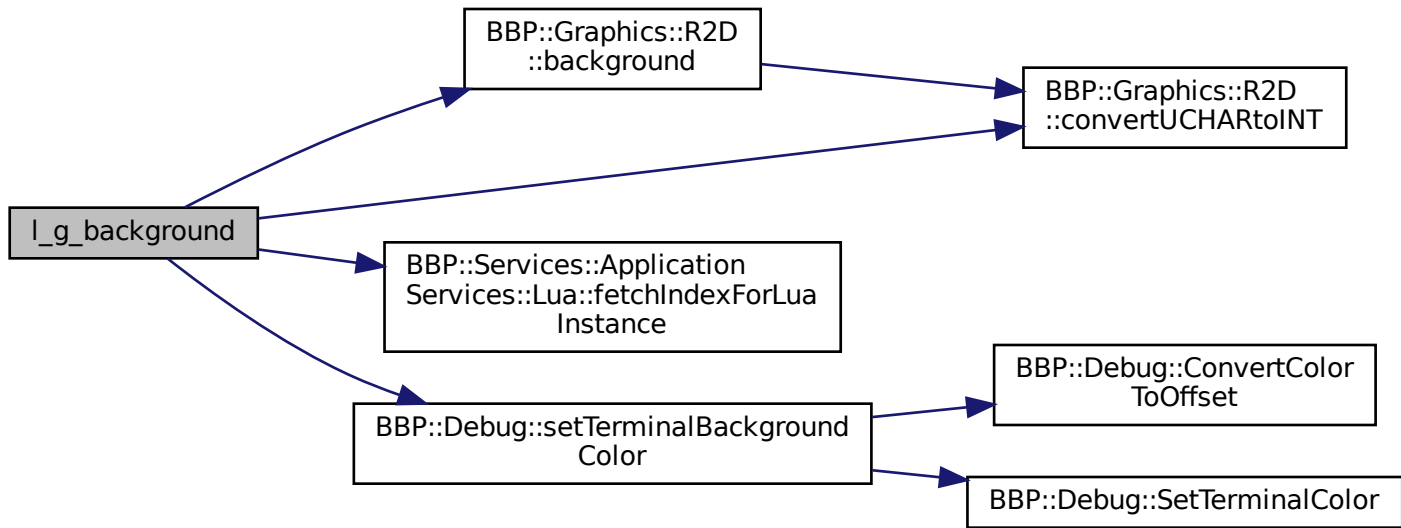 BBP::Graphics::R2D
::background
BBP::Graphics::R2D
::convertUCHARtoINT
l_g_background
BBP::Services::Application
Services::Lua::fetchIndexForLua
Instance
BBP::Debug::ConvertColor
ToOffset
BBP::Debug::setTerminalBackground
Color
BBP::Debug::SetTerminalColor